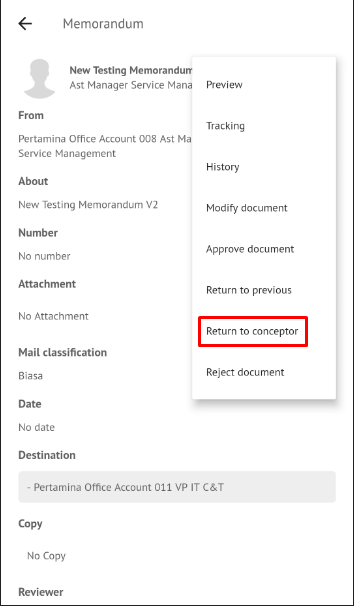 Memorandum
New Testing Memorandum
Ast Manager Service Mana
From
Pertamina Office Account 008 Ast Ma
Service Management
About
New Testing Memorandum V2
Number
No number
Attachment
No Attachment
Mail classification
Biasa
Date
No date
Destination
- Pertamina Office Account 011 VP IT C&T
Copy
No Copy
Reviewer
Preview
Tracking
History
Modify document
Approve document
Return to previous
Return to conceptor
Reject document